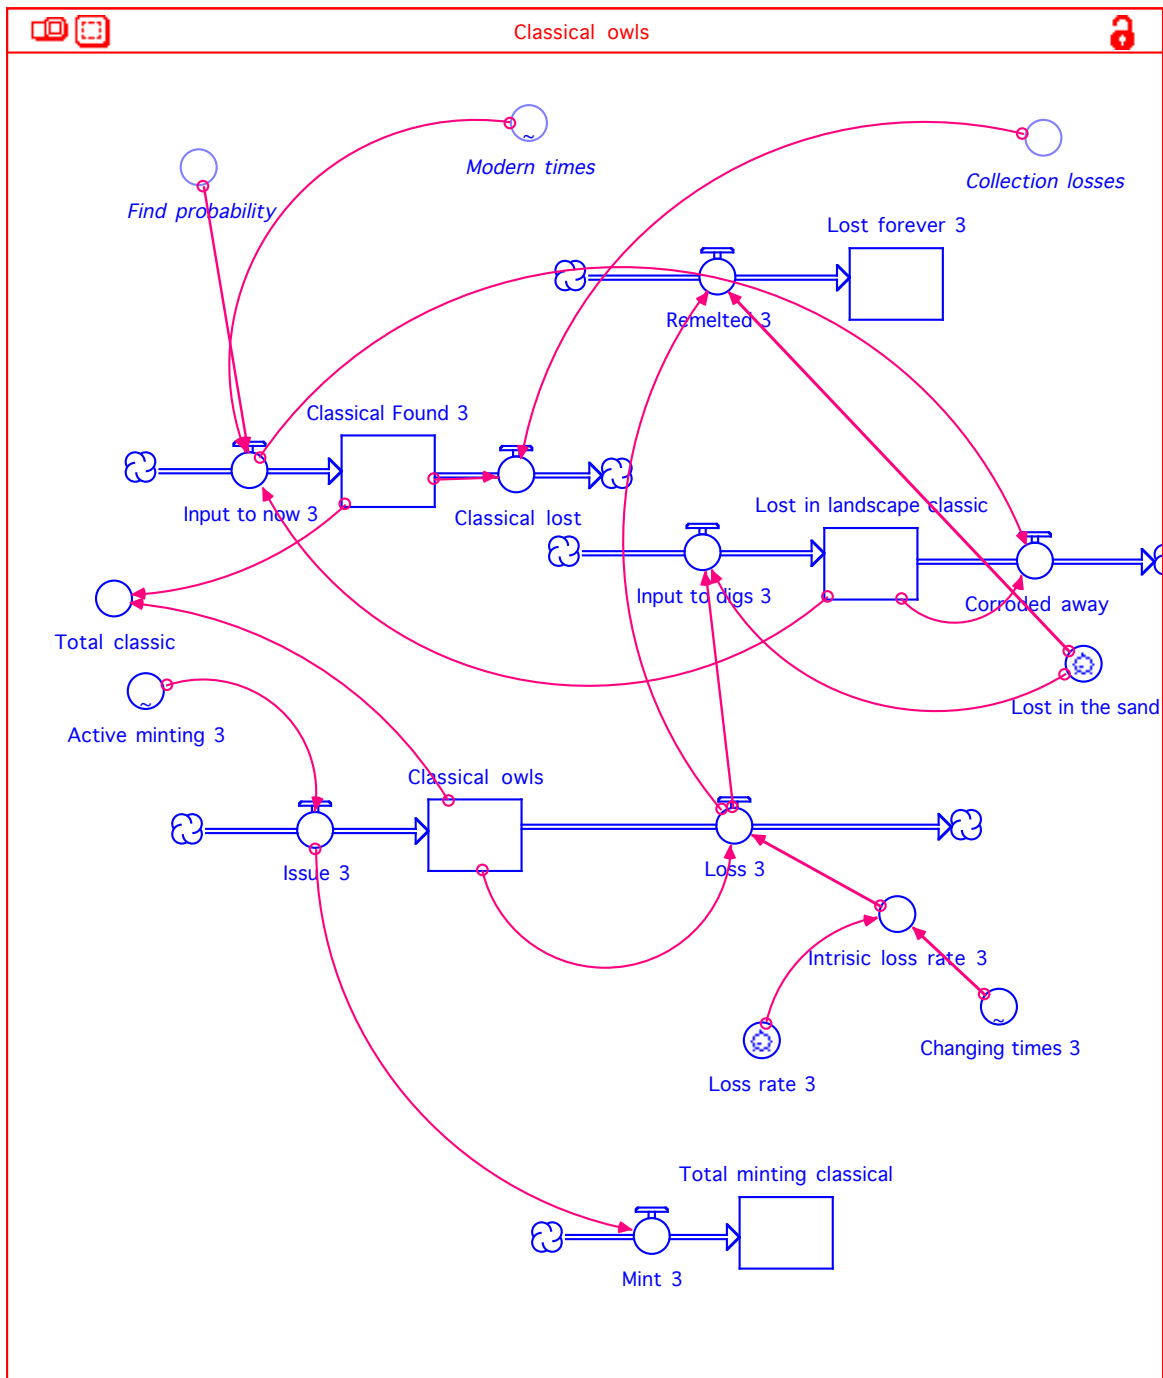 Classical owls
Modern times
Collection losses
Find probability
Lost forever 3
Remelted 3
Classical Found 3
Input to now 3
Classical lost
Lost in landscape classic
Input to digs 3
Corroded away
Total classic
Lost in the sand
Active minting 3
Classical owls
Issue 3
Loss 3
Intrisic loss rate 3
Changing times 3
Loss rate 3
Total minting classical
Mint 3